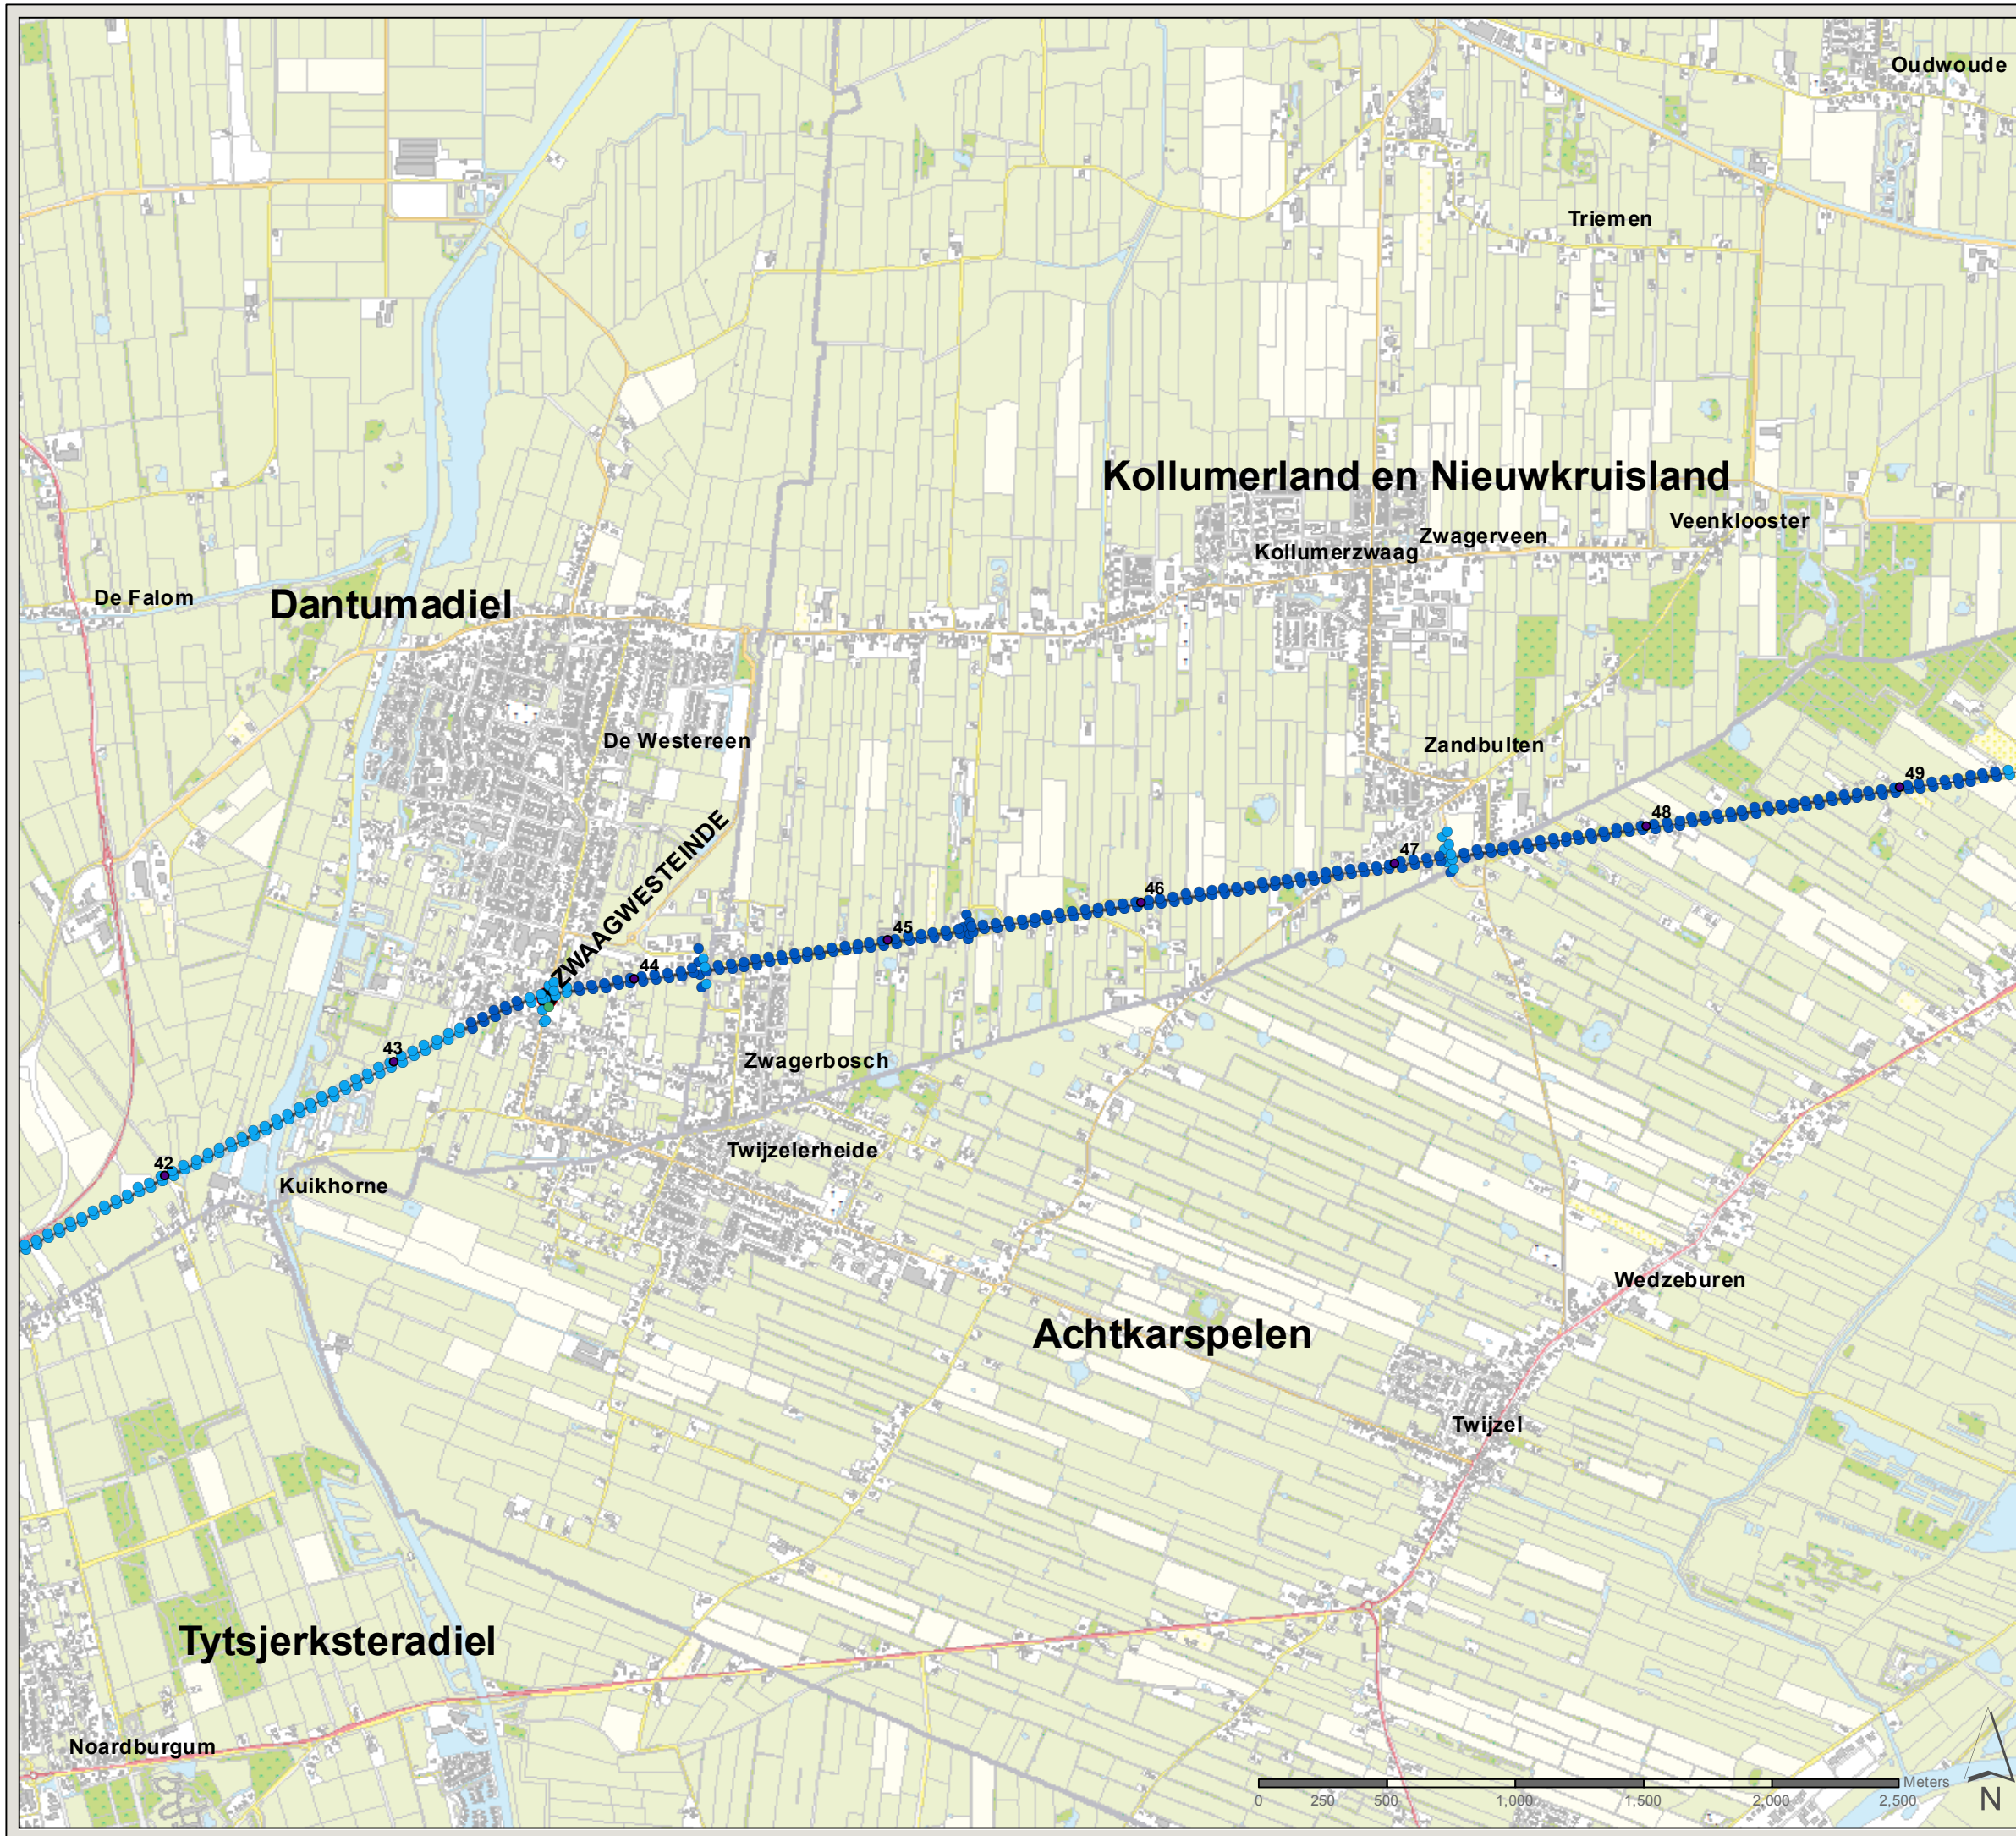 Oudwoude
Triemen
Kollumerland en Nieuwkruisland
Veenklooster
Zwagerveen
Kollumerzwaag
De Falom
Dantumadiel
De Westereen
Zandbulten
49
48
ZWAAGWESTEINDE
47
46
45
44
43
Zwagerbosch
Twijzelerheide
42
Kuikhorne
Wedzeburen
Achtkarspelen
Twijzel
Tytsjerksteradiel
Noardburgum
Meters
0 250 500 1,000 1,500 2,000 2,500
N